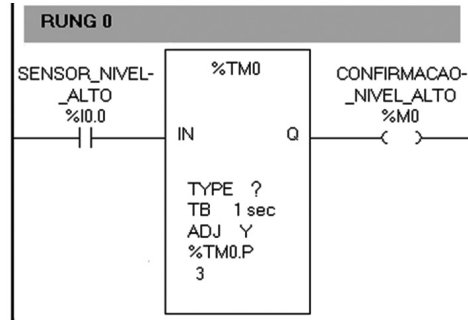 RUNG 0
SENSOR_NIVEL-
_ALTO
%I0.0
%TM0
IN
Q
TYPE ?
TB 1 sec
ADJ Y
%TM0.P
3
CONFIRMACAO-
_NIVEL_ALTO
%M0